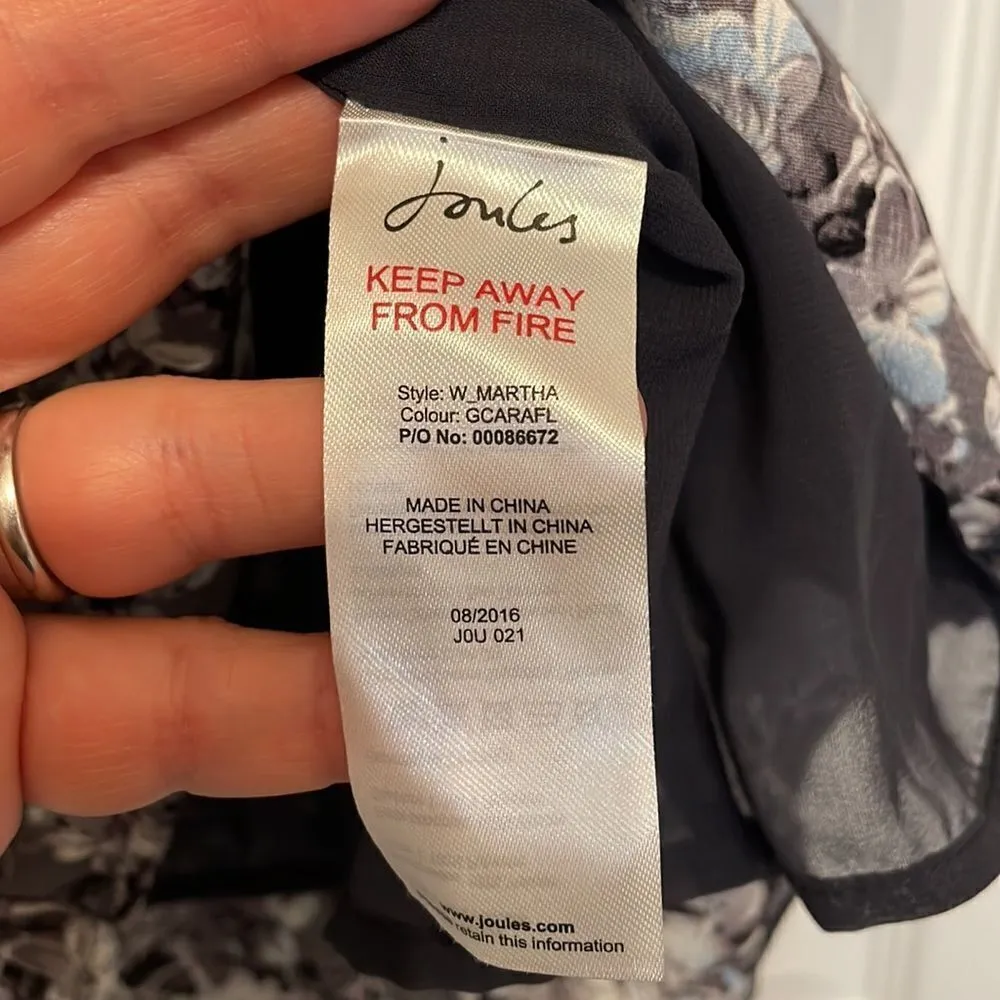 Joules
KEEP AWAY
FROM FIRE
Style: W_MARTHA
Colour: GCARAFL
P/O No: 00086672
MADE IN CHINA
HERGESTELLT IN CHINA
FABRIQUÉ EN CHINE
08/2016
J0U 021
www.joules.com
retain this information